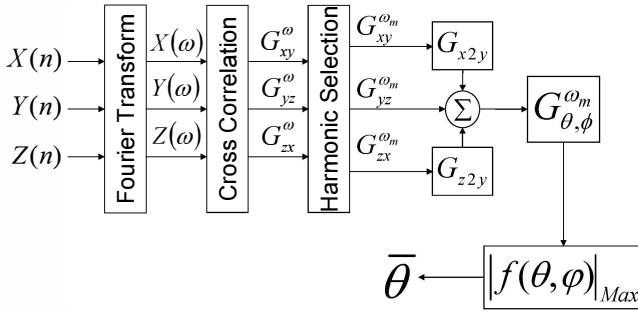 X(n)
Y(n)
Z(n)
Fourier Transform
X(ω)
Y(ω)
Z(ω)
Cross Correlation
G_{xy}^{ω}
G_{yz}^{ω}
G_{zx}^{ω}
Harmonic Selection
G_{xy}^{ω_m}
G_{yz}^{ω_m}
G_{zx}^{ω_m}
G_{x2y}
Σ
G_{z2y}
G_{θ,ϕ}^{ω_m}
|f(θ,φ)|_{Max}
θ̅